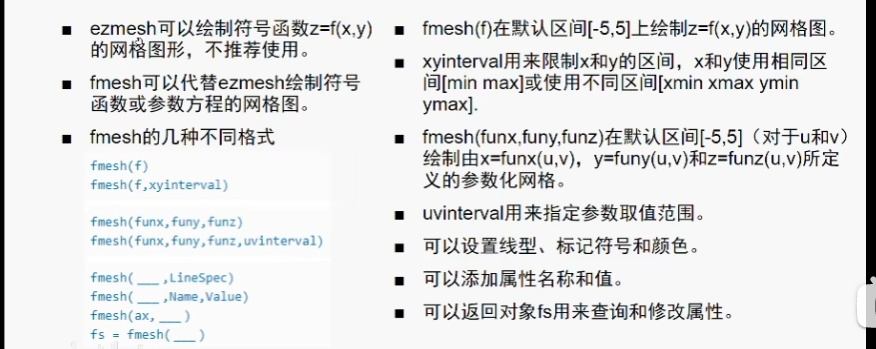 ezmesh可以绘制符号函数z=f(x,y)
的网格图形，不推荐使用。
fmesh可以代替ezmesh绘制符号
函数或参数方程的网格图。
fmesh的几种不同格式
fmesh(f)
fmesh(f,xyinterval)
fmesh(funx,funy,funz)
fmesh(funx,funy,funz,uvinterval)
fmesh( ___ ,LineSpec)
fmesh( ___ ,Name,Value)
fmesh(ax, ___ )
fs = fmesh( ___ )
fmesh(f)在默认区间[-5,5]上绘制z=f(x,y)的网格图。
xyinterval用来限制x和y的区间，x和y使用相同区
间[min max]或使用不同区间[xmin xmax ymin
ymax].
fmesh(funx,funy,funz)在默认区间[-5,5]（对于u和v）
绘制由x=funx(u,v)，y=funy(u,v)和z=funz(u,v)所定
义的参数化网格。
uvinterval用来指定参数取值范围。
可以设置线型、标记符号和颜色。
可以添加属性名称和值。
可以返回对象fs用来查询和修改属性。